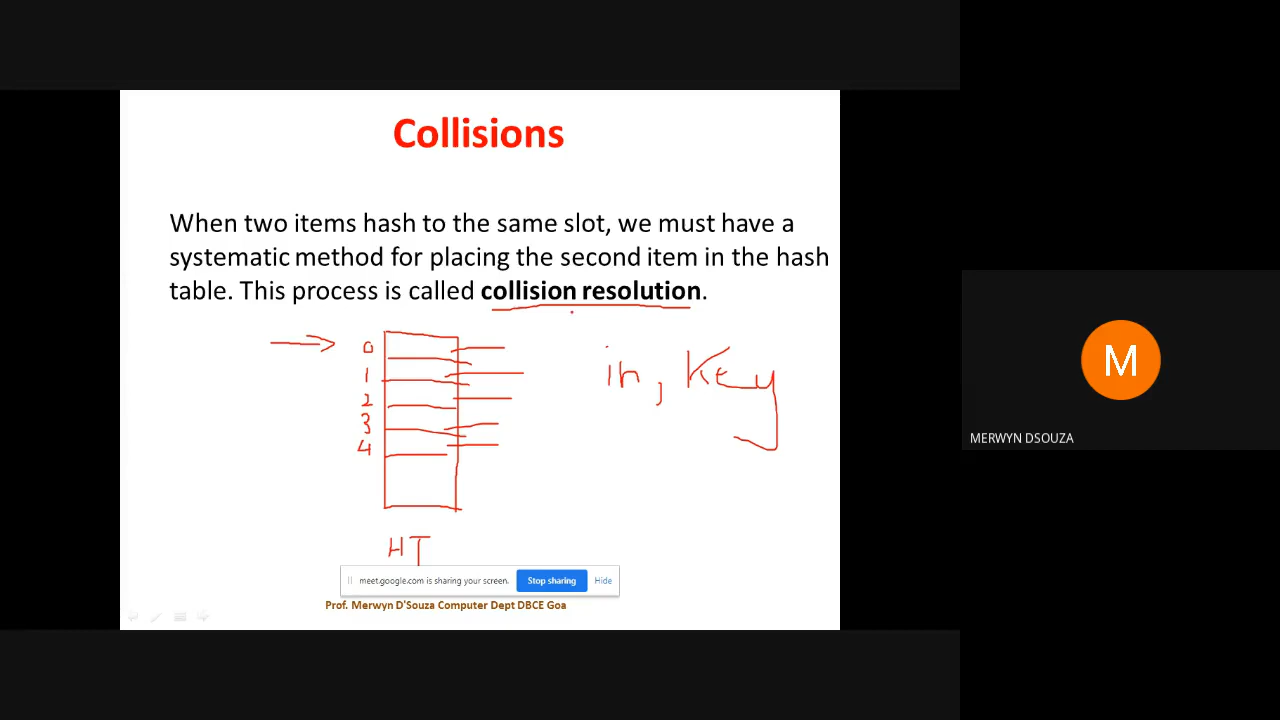 Collisions
When two items hash to the same slot, we must have a
systematic method for placing the second item in the hash
table. This process is called collision resolution.
0
1
2
3
4
in, Key
HT
meet.google.com is sharing your screen. Stop sharing Hide
Prof. Merwyn D'Souza Computer Dept DBCE Goa
M
MERWYN DSOUZA